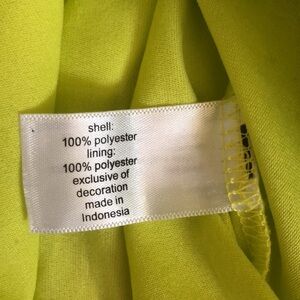 shell:
100% polyester
lining:
100% polyester
exclusive of
decoration
made in
Indonesia